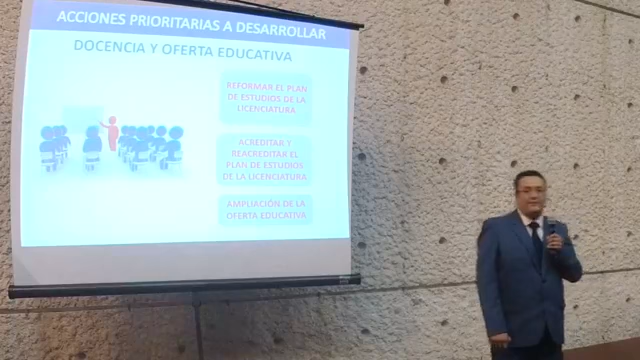 ACCIONES PRIORITARIAS A DESARROLLAR
DOCENCIA Y OFERTA EDUCATIVA
REFORMAR EL PLAN
DE ESTUDIOS DE LA
LICENCIATURA
ACREDITAR Y
REACREDITAR EL
PLAN DE ESTUDIOS
DE LA LICENCIATURA
AMPLIACIÓN DE LA
OFERTA EDUCATIVA